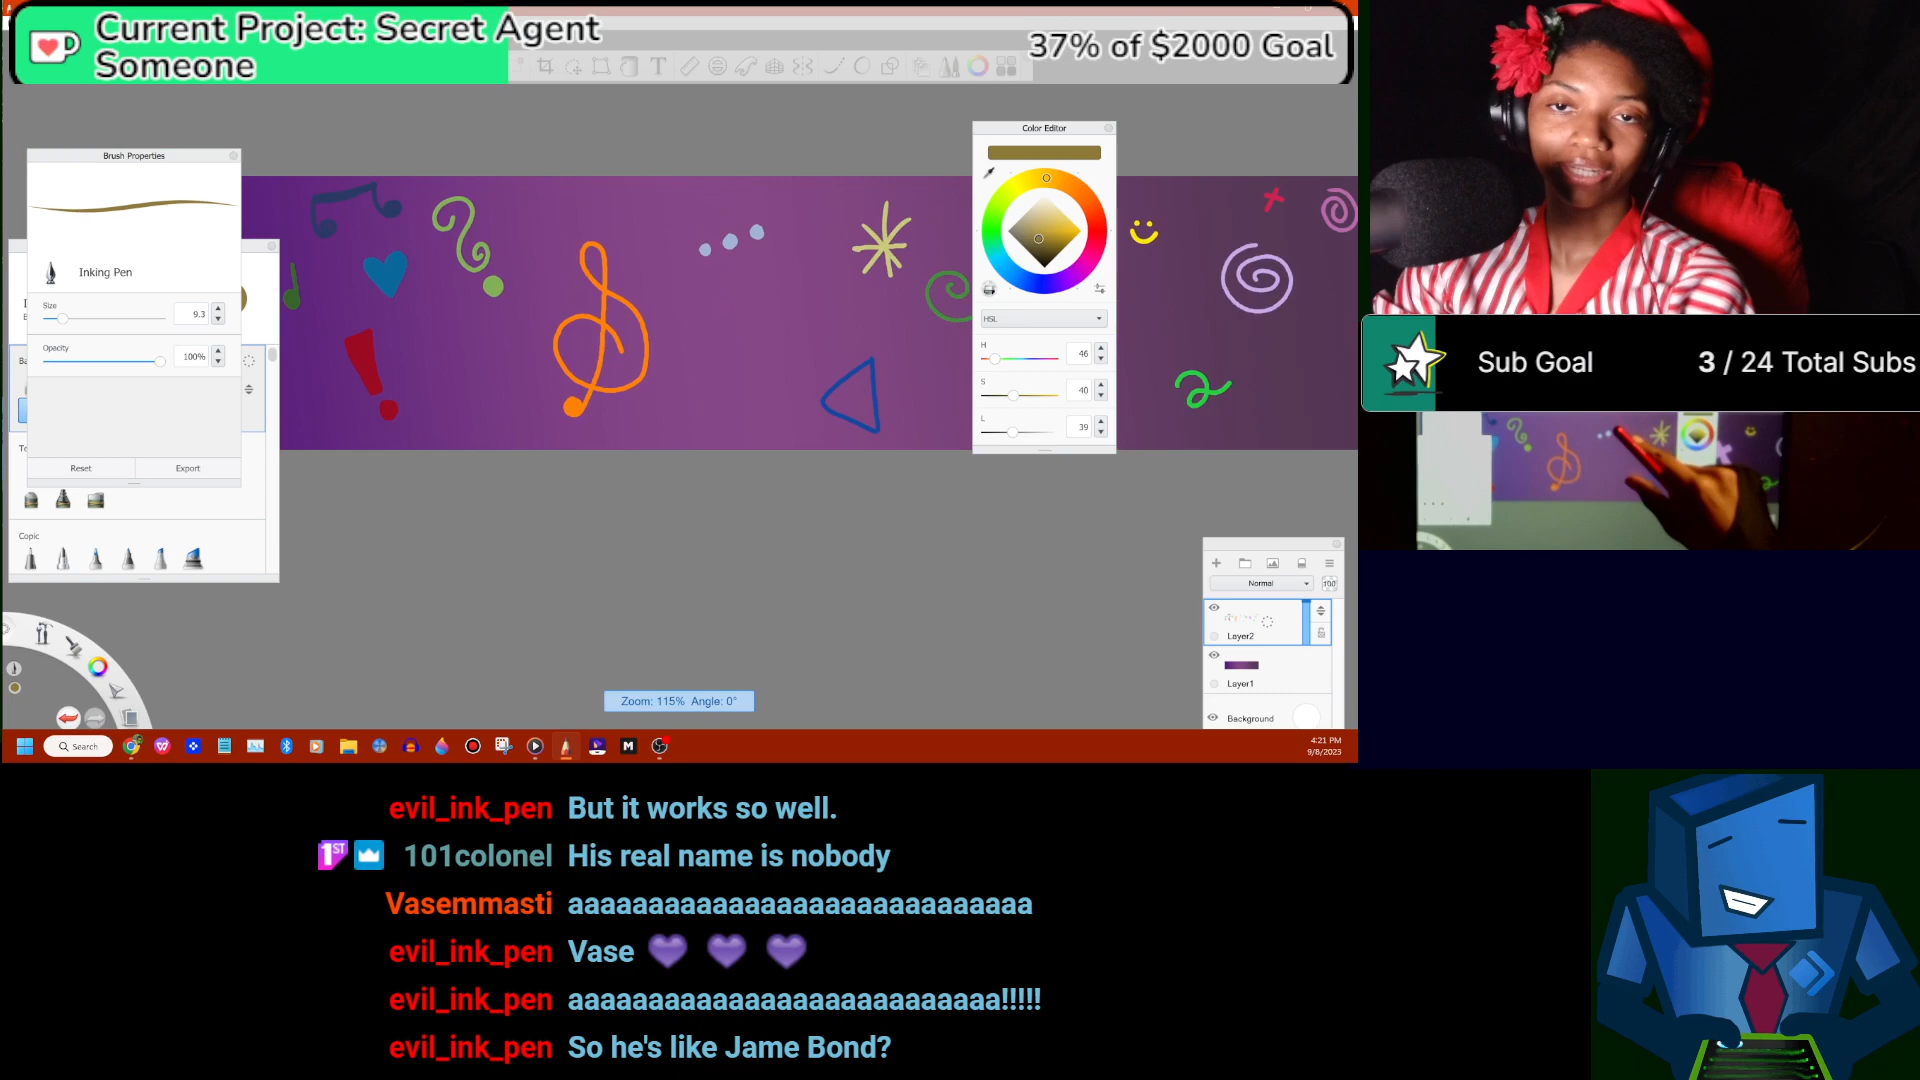 Current Project: Secret Agent
Someone
37% of $2000 Goal
Brush Properties
Inking Pen
Size
9.3
Opacity
100%
Reset
Export
Copic
Color Editor
HSL
H
46
S
40
L
39
Sub Goal
3 / 24 Total Subs
Normal
100
Layer2
Layer1
Background
Zoom: 115% Angle: 0°
Search
4:21 PM
9/8/2023
evil_ink_pen But it works so well.
1ST 101colonel His real name is nobody
Vasemmasti aaaaaaaaaaaaaaaaaaaaaaaaaaaaa
evil_ink_pen Vase 💜 💜 💜
evil_ink_pen aaaaaaaaaaaaaaaaaaaaaaaaaaa!!!!!
evil_ink_pen So he's like Jame Bond?